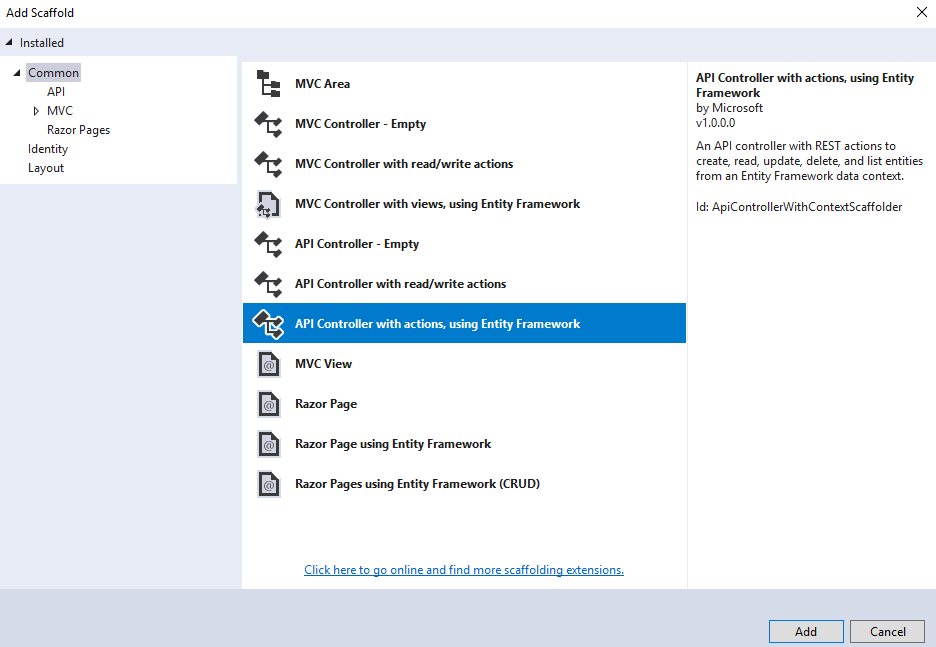 Add Scaffold
Installed
Common
API
MVC
Razor Pages
Identity
Layout
MVC Area
MVC Controller - Empty
MVC Controller with read/write actions
MVC Controller with views, using Entity Framework
API Controller - Empty
API Controller with read/write actions
API Controller with actions, using Entity Framework
MVC View
Razor Page
Razor Page using Entity Framework
Razor Pages using Entity Framework (CRUD)
Click here to go online and find more scaffolding extensions.
API Controller with actions, using Entity
Framework
by Microsoft
v1.0.0.0
An API controller with REST actions to
create, read, update, delete, and list entities
from an Entity Framework data context.
Id: ApiControllerWithContextScaffolder
Add
Cancel